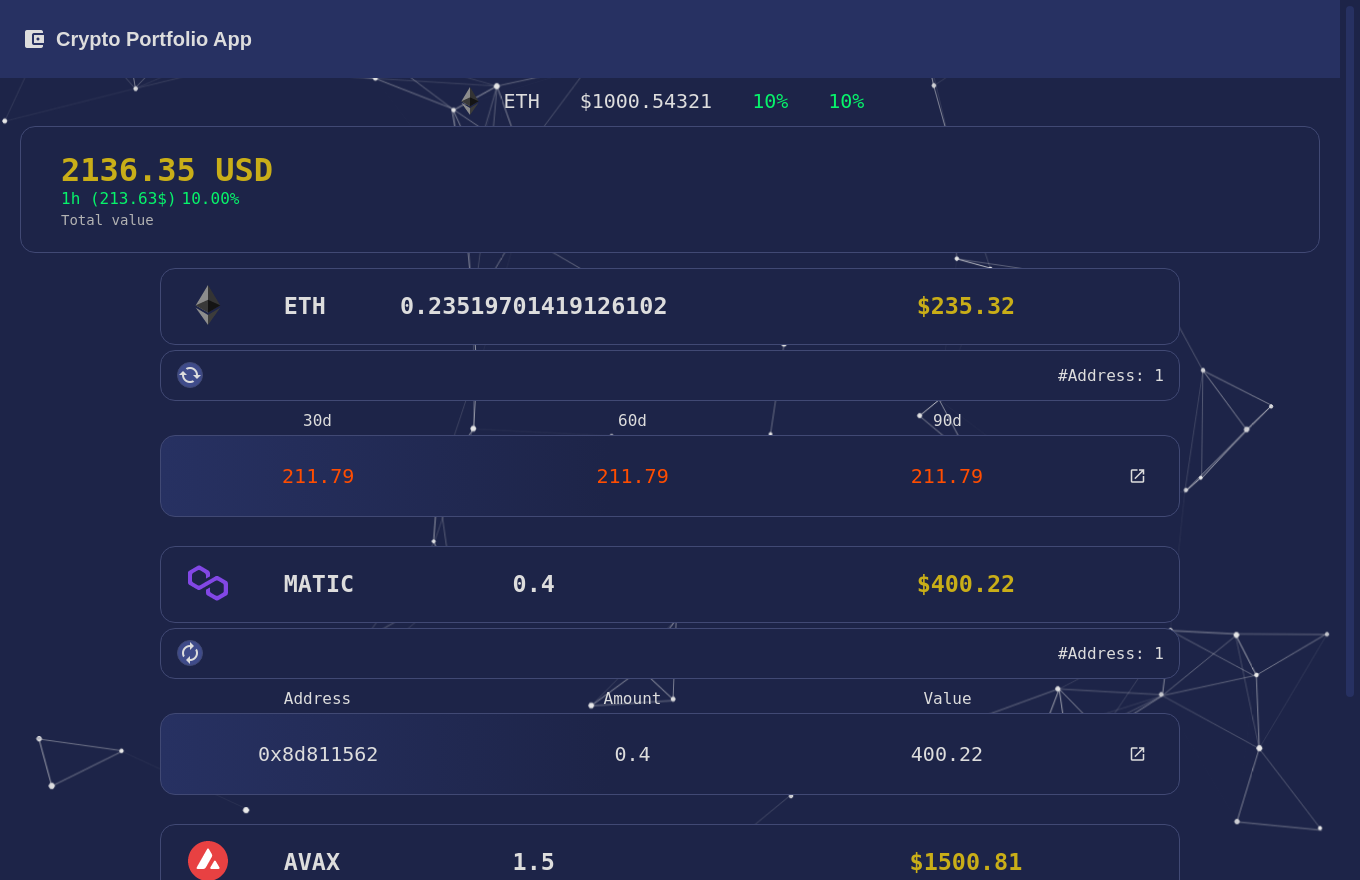 Crypto Portfolio App
ETH $1000.54321 10% 10%
2136.35 USD
1h (213.63$) 10.00%
Total value
ETH 0.23519701419126102 $235.32
#Address: 1
30d 60d 90d
211.79 211.79 211.79
MATIC 0.4 $400.22
#Address: 1
Address Amount Value
0x8d811562 0.4 400.22
AVAX 1.5 $1500.81